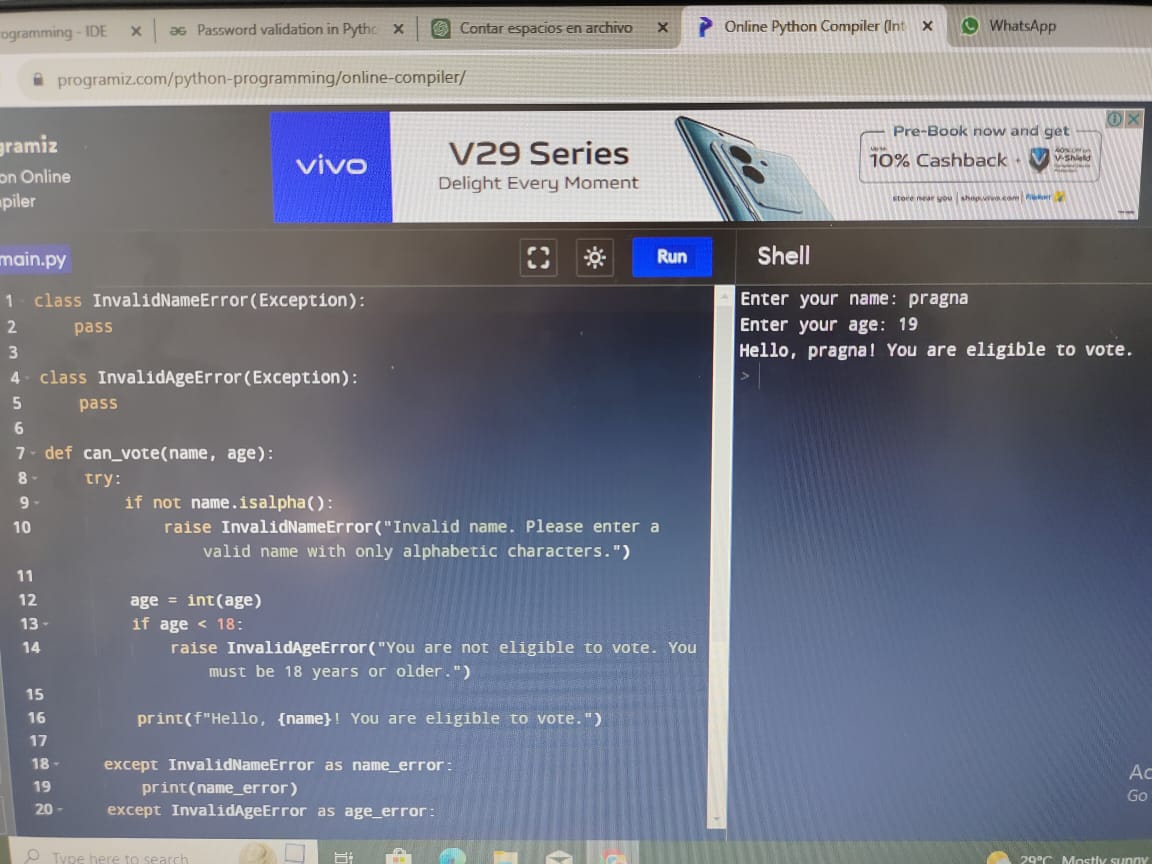 ogramming - IDE
Password validation in Pytho
Contar espacios en archivo
Online Python Compiler (Int
WhatsApp
programiz.com/python-programming/online-compiler/
gramiz
on Online
piler
vivo
V29 Series
Delight Every Moment
Pre-Book now and get
10% Cashback
V-Shield
store near you | shop.vivo.com | Flipkart
main.py
Run
Shell
1 class InvalidNameError(Exception):
2 pass
3
4 class InvalidAgeError(Exception):
5 pass
6
7 def can_vote(name, age):
8 try:
9 if not name.isalpha():
10 raise InvalidNameError("Invalid name. Please enter a
valid name with only alphabetic characters.")
11
12 age = int(age)
13 if age < 18:
14 raise InvalidAgeError("You are not eligible to vote. You
must be 18 years or older.")
15
16 print(f"Hello, {name}! You are eligible to vote.")
17
18 except InvalidNameError as name_error:
19 print(name_error)
20 except InvalidAgeError as age_error:
Enter your name: pragna
Enter your age: 19
Hello, pragna! You are eligible to vote.
>
Ac
Go
Type here to search
29°C Mostly sunny